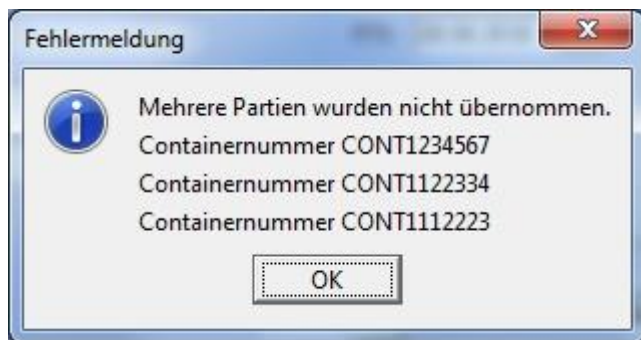 Fehlermeldung
Mehrere Partien wurden nicht übernommen.
Containernummer CONT1234567
Containernummer CONT1122334
Containernummer CONT1112223
OK